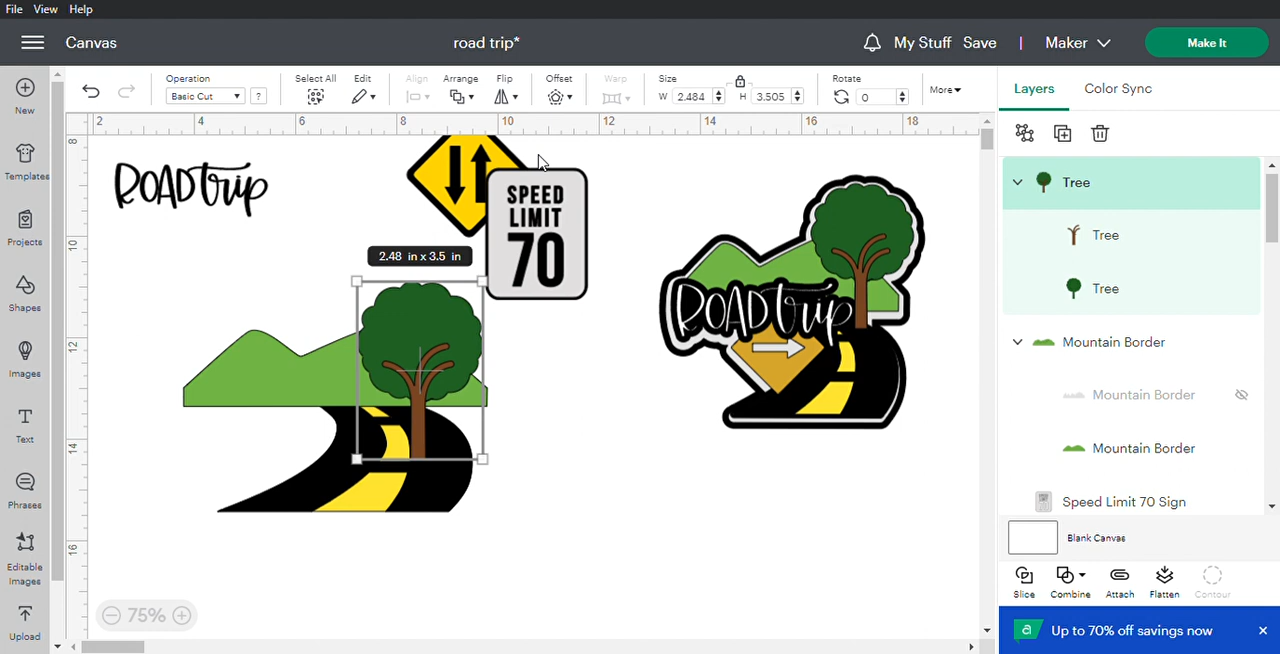 File View Help
Canvas
road trip*
My Stuff Save | Maker
Make It
Operation
Basic Cut
?
Select All
Edit
Align
Arrange
Flip
Offset
Warp
Size
W 2.484
H 3.505
Rotate
0
More
Layers Color Sync
New
Templates
Projects
Shapes
Images
Text
Phrases
Editable
Images
Upload
2 4 6 8 10 12 14 16 18
8
10
12
14
16
ROADtrip
SPEED
LIMIT
70
2.48 in x 3.5 in
ROADtrip
75%
Tree
Tree
Tree
Mountain Border
Mountain Border
Mountain Border
Speed Limit 70 Sign
Blank Canvas
Slice Combine Attach Flatten Contour
a Up to 70% off savings now